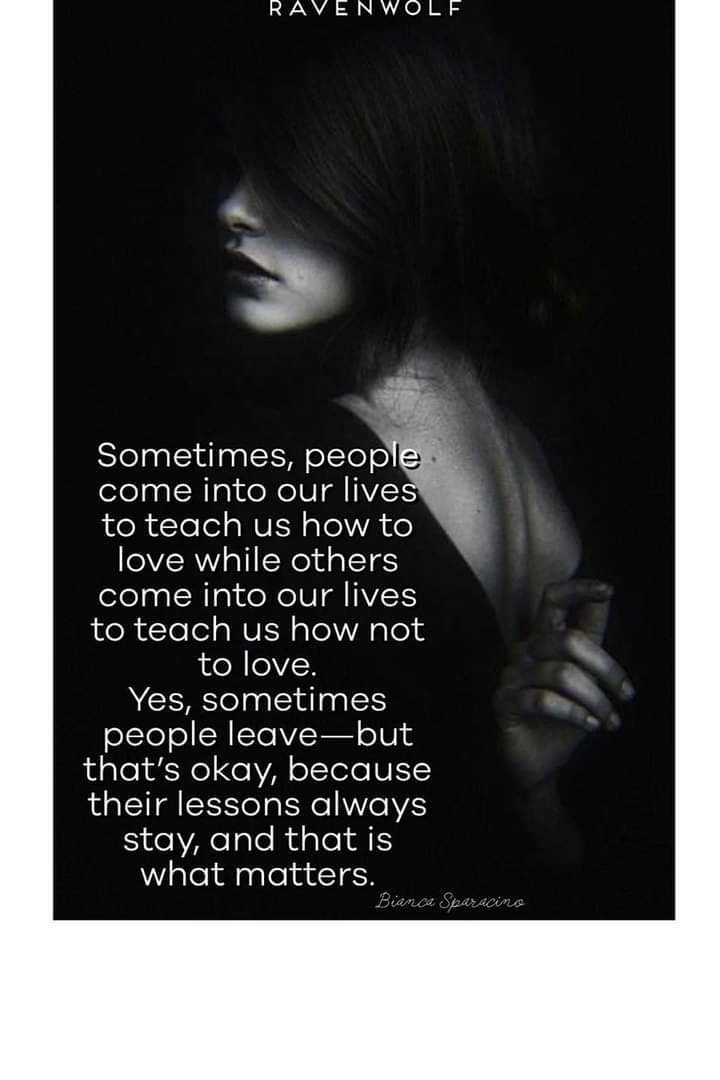 RAVENWOLF
Sometimes, people
come into our lives
to teach us how to
love while others
come into our lives
to teach us how not
to love.
Yes, sometimes
people leave—but
that's okay, because
their lessons always
stay, and that is
what matters.
Bianca Sparacino